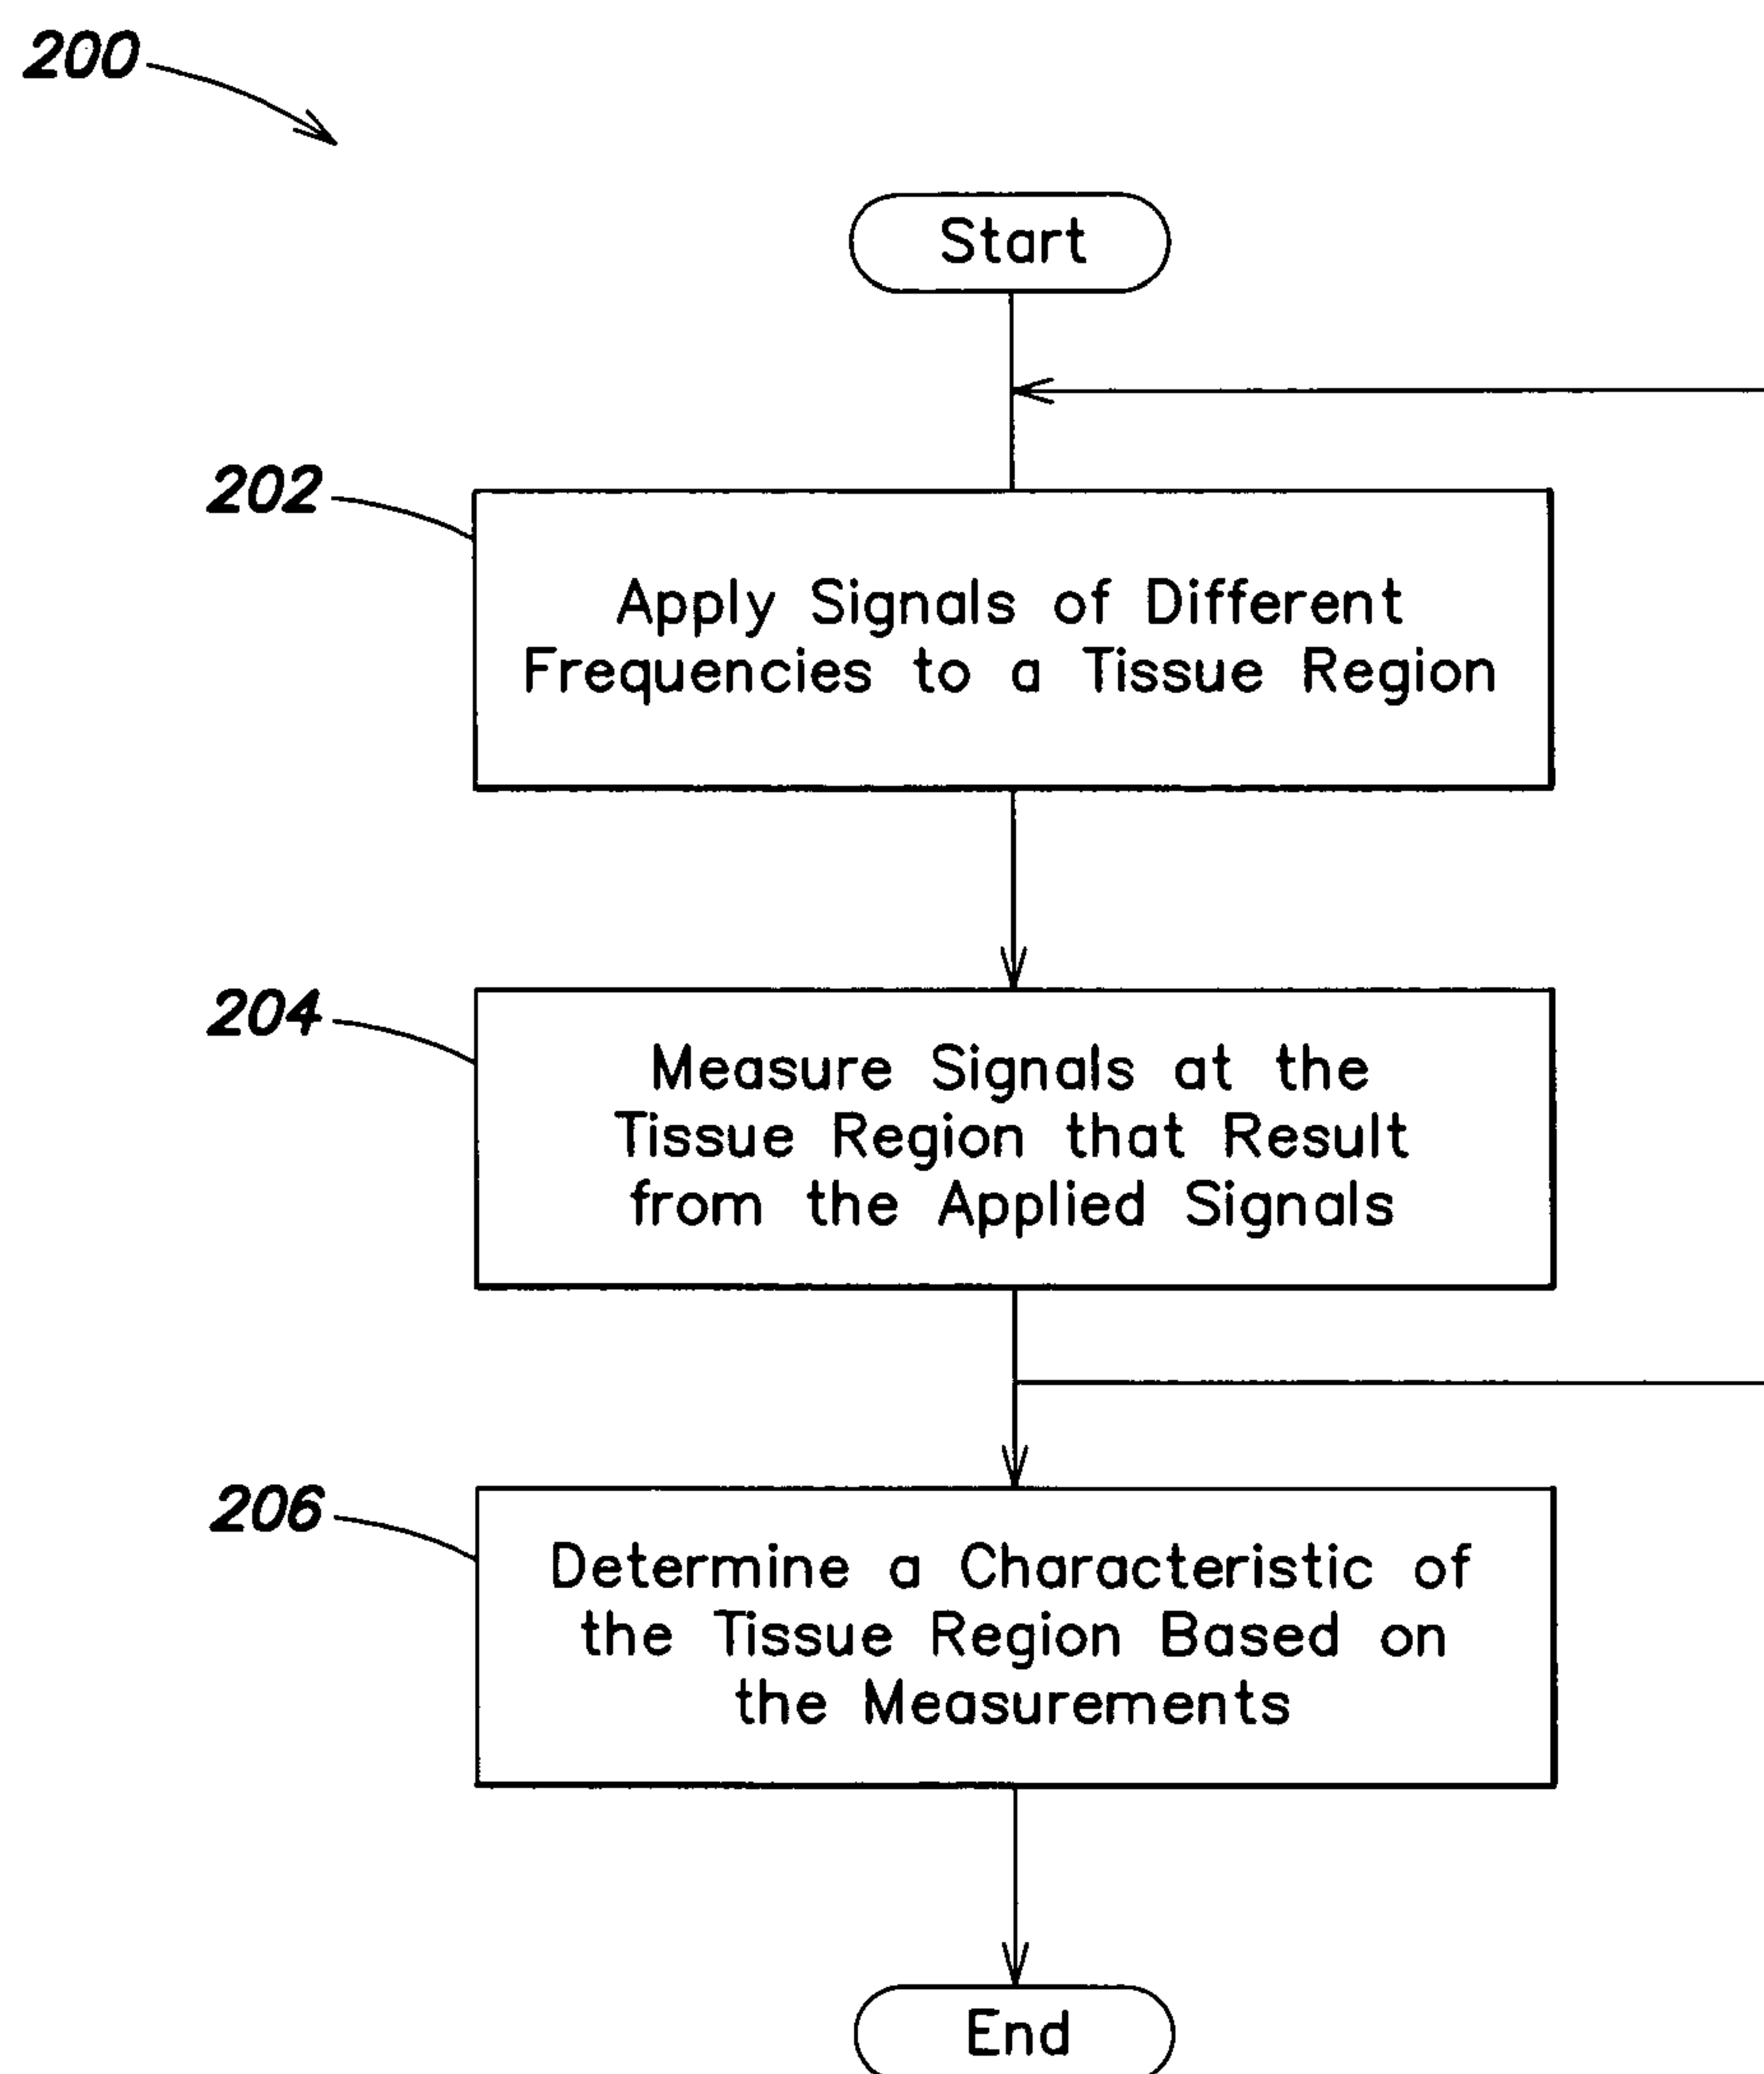 200
Start
202
Apply Signals of Different
Frequencies to a Tissue Region
204
Measure Signals at the
Tissue Region that Result
from the Applied Signals
206
Determine a Characteristic of
the Tissue Region Based on
the Measurements
End